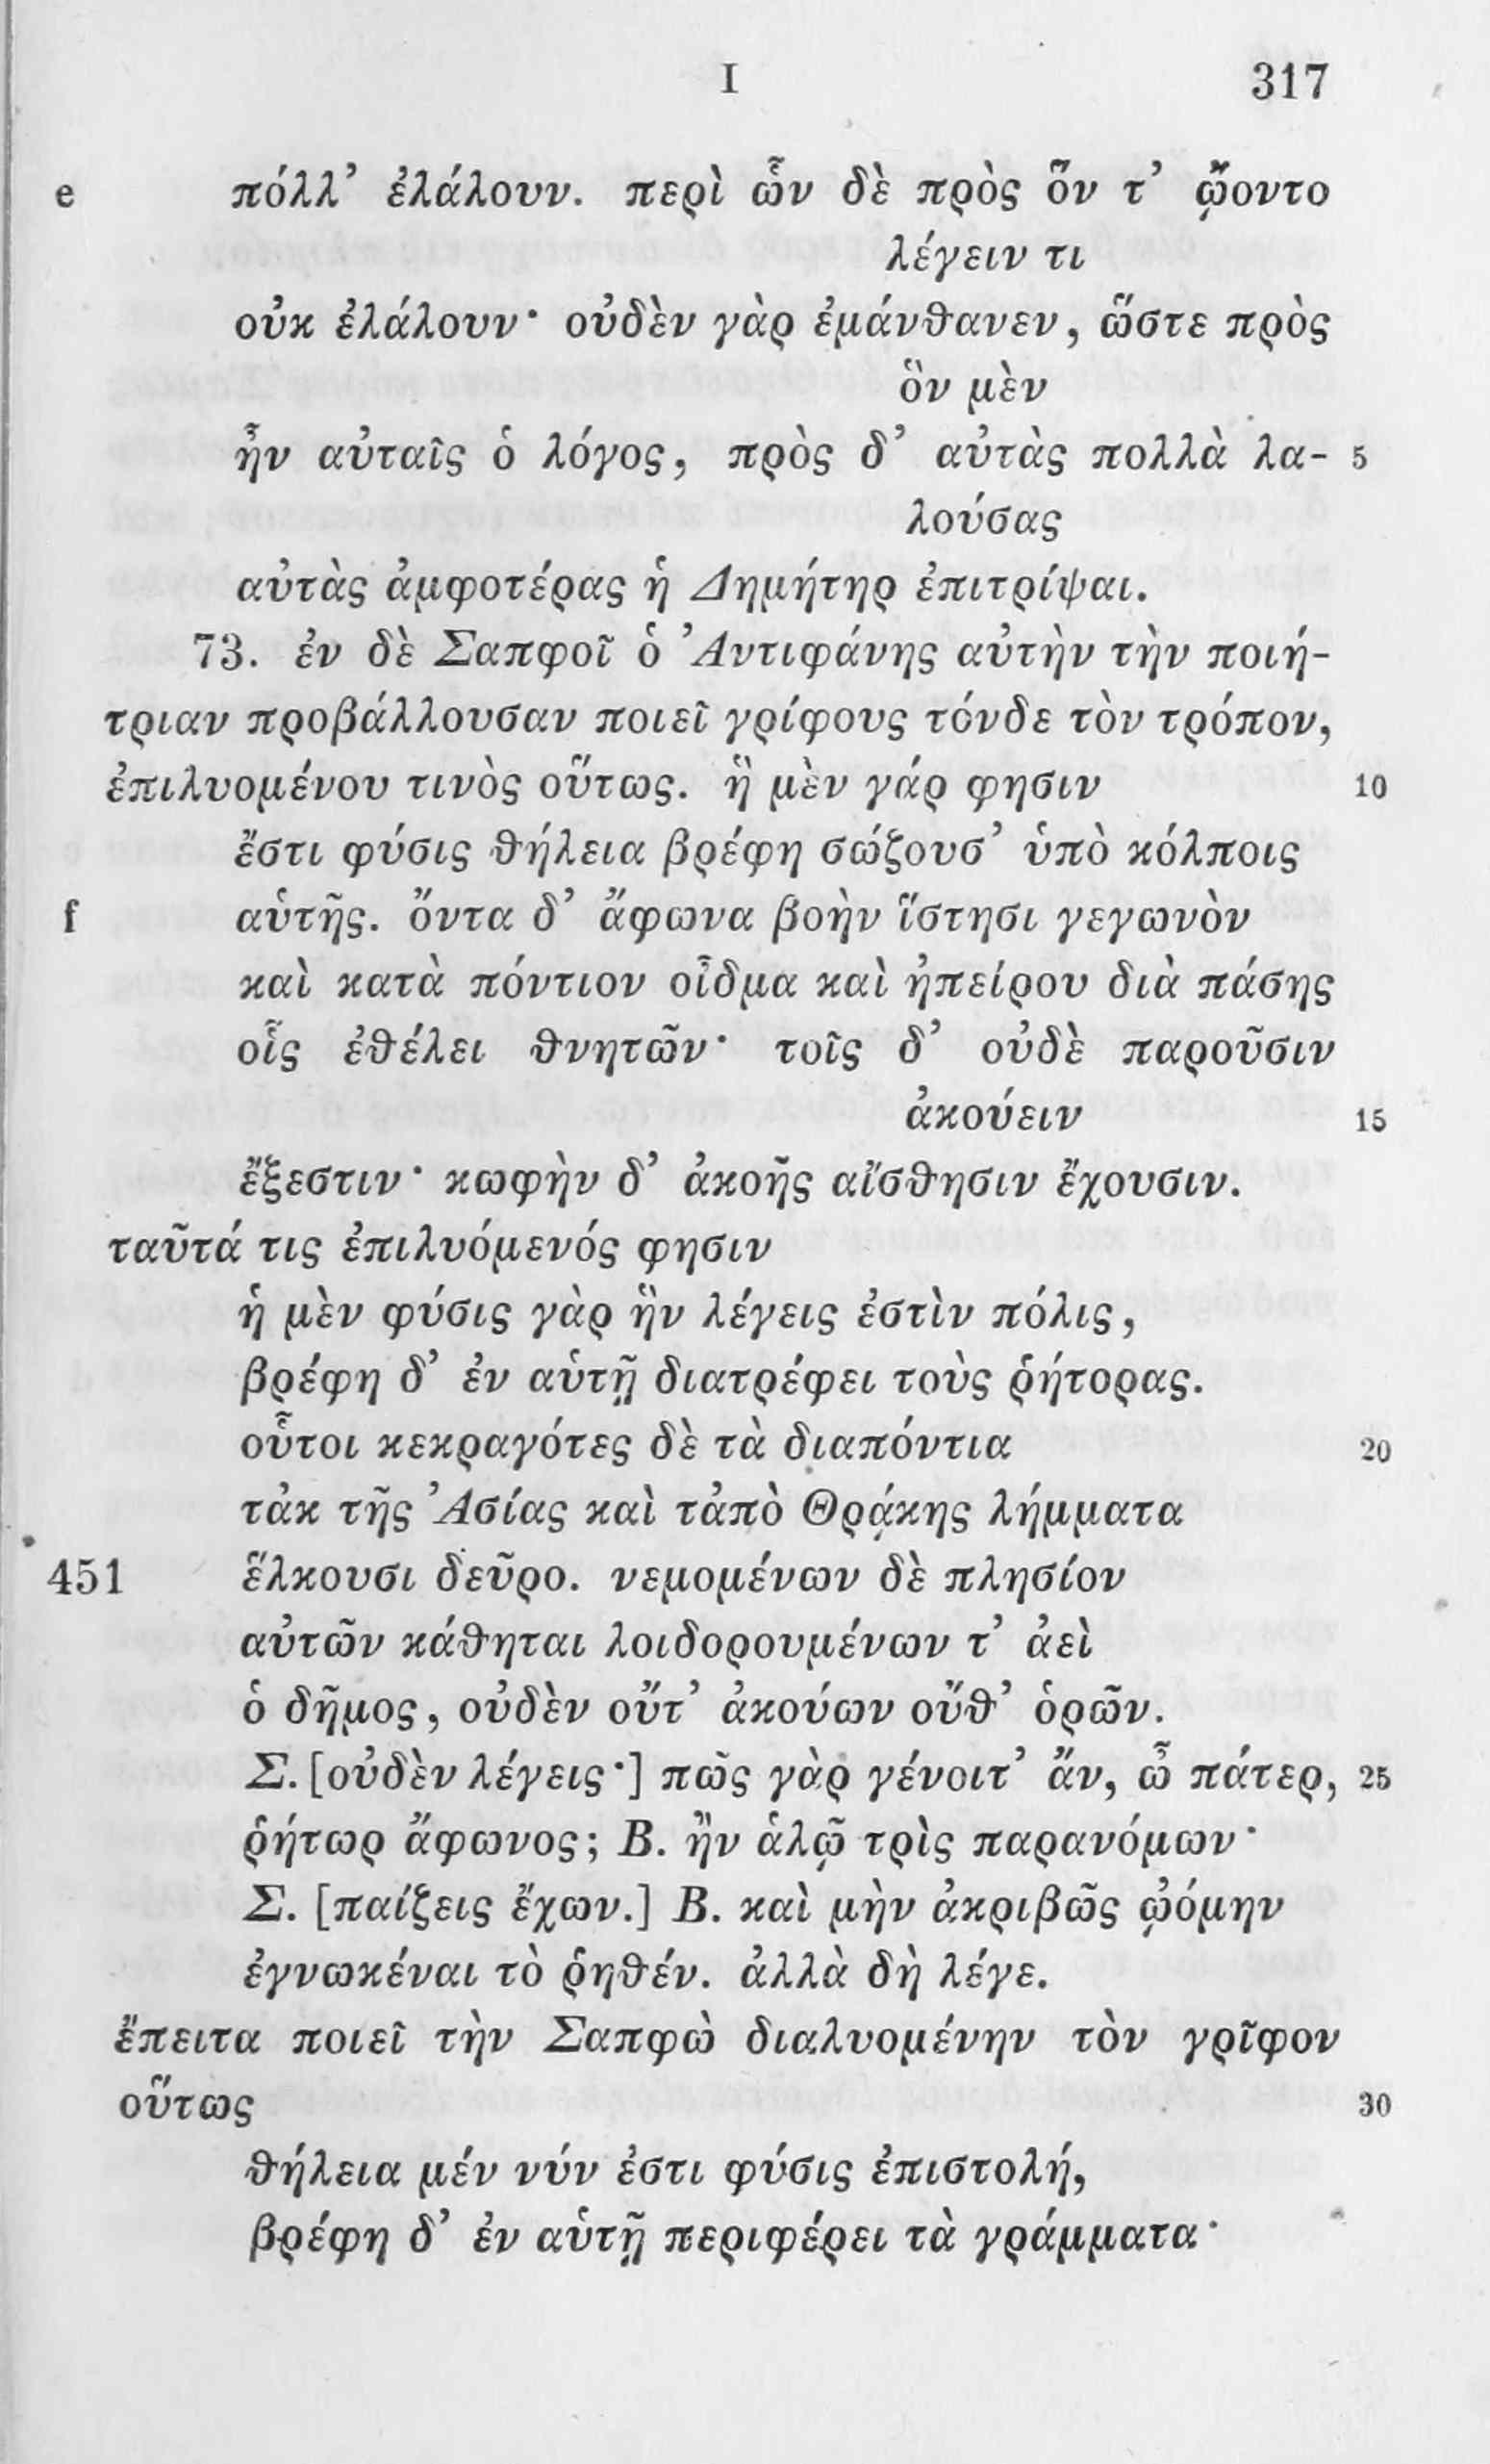 I 317
e πόλλ’ ἐλάλουν. περὶ ὧν δὲ πρὸς ὅν τ’ ᾤοντο
λέγειν τι
οὐκ ἐλάλουν· οὐδὲν γὰρ ἐμάνθανεν, ὥστε πρὸς
ὃν μὲν
ἦν αὐταῖς ὁ λόγος, πρὸς δ’ αὑτὰς πολλὰ λα- 5
λούσας
αὐτὰς ἀμφοτέρας ἡ Δημήτηρ ἐπιτρίψαι.
73. ἐν δὲ Σαπφοῖ ὁ Ἀντιφάνης αὐτὴν τὴν ποιή-
τριαν προβάλλουσαν ποιεῖ γρίφους τόνδε τὸν τρόπον,
ἐπιλυομένου τινὸς οὕτως. ἣ μὲν γάρ φησιν 10
ἔστι φύσις θήλεια βρέφη σῴζουσ’ ὑπὸ κόλποις
f αὑτῆς. ὄντα δ’ ἄφωνα βοὴν ἵστησι γεγωνὸν
καὶ κατὰ πόντιον οἶδμα καὶ ἠπείρου διὰ πάσης
οἷς ἐθέλει θνητῶν· τοῖς δ’ οὐδὲ παροῦσιν
ἀκούειν 15
ἔξεστιν· κωφὴν δ’ ἀκοῆς αἴσθησιν ἔχουσιν.
ταῦτά τις ἐπιλυόμενός φησιν
ἡ μὲν φύσις γὰρ ἣν λέγεις ἐστὶν πόλις,
βρέφη δ’ ἐν αὑτῇ διατρέφει τοὺς ῥήτορας.
οὗτοι κεκραγότες δὲ τὰ διαπόντια 20
τἀκ τῆς Ἀσίας καὶ τἀπὸ Θρᾴκης λήμματα
451 ἕλκουσι δεῦρο. νεμομένων δὲ πλησίον
αὐτῶν κάθηται λοιδορουμένων τ’ ἀεὶ
ὁ δῆμος, οὐδὲν οὔτ’ ἀκούων οὔθ’ ὁρῶν.
Σ. [οὐδὲν λέγεις·] πῶς γὰρ γένοιτ’ ἄν, ὦ πάτερ, 25
ῥήτωρ ἄφωνος; Β. ἢν ἁλῷ τρὶς παρανόμων·
Σ. [παίζεις ἔχων.] Β. καὶ μὴν ἀκριβῶς ᾠόμην
ἐγνωκέναι τὸ ῥηθέν. ἀλλὰ δὴ λέγε.
ἔπειτα ποιεῖ τὴν Σαπφὼ διαλυομένην τὸν γρῖφον
οὕτως 30
θήλεια μέν νύν ἐστι φύσις ἐπιστολή,
βρέφη δ’ ἐν αὑτῇ περιφέρει τὰ γράμματα·